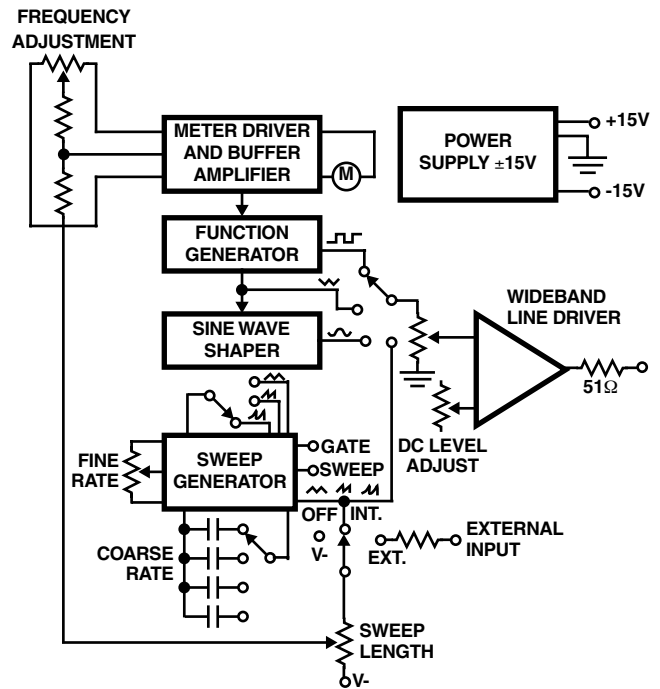 FREQUENCY
ADJUSTMENT
METER DRIVER
AND BUFFER
AMPLIFIER
M
POWER
SUPPLY ±15V
+15V
-15V
FUNCTION
GENERATOR
SINE WAVE
SHAPER
WIDEBAND
LINE DRIVER
51Ω
DC LEVEL
ADJUST
FINE
RATE
SWEEP
GENERATOR
GATE
SWEEP
OFF
INT.
V-
EXT.
EXTERNAL
INPUT
COARSE
RATE
SWEEP
LENGTH
V-